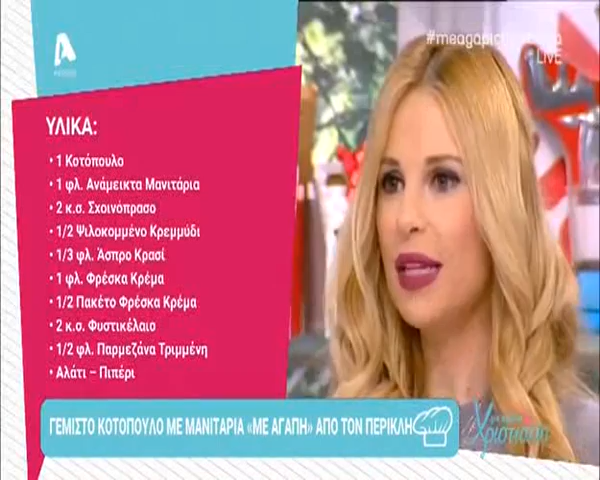 #meagapichristiana
LIVE
ΥΛΙΚΑ:
• 1 Κοτόπουλο
• 1 φλ. Ανάμεικτα Μανιτάρια
• 2 κ.σ. Σχοινόπρασο
• 1/2 Ψιλοκομμένο Κρεμμύδι
• 1/3 φλ. Άσπρο Κρασί
• 1 φλ. Φρέσκα Κρέμα
• 1/2 Πακέτο Φρέσκα Κρέμα
• 2 κ.σ. Φυστικέλαιο
• 1/2 φλ. Παρμεζάνα Τριμμένη
• Αλάτι – Πιπέρι
ΓΕΜΙΣΤΟ ΚΟΤΟΠΟΥΛΟ ΜΕ ΜΑΝΙΤΑΡΙΑ «ΜΕ ΑΓΑΠΗ» ΑΠΟ ΤΟΝ ΠΕΡΙΚΛΗ
Χριστιάνα